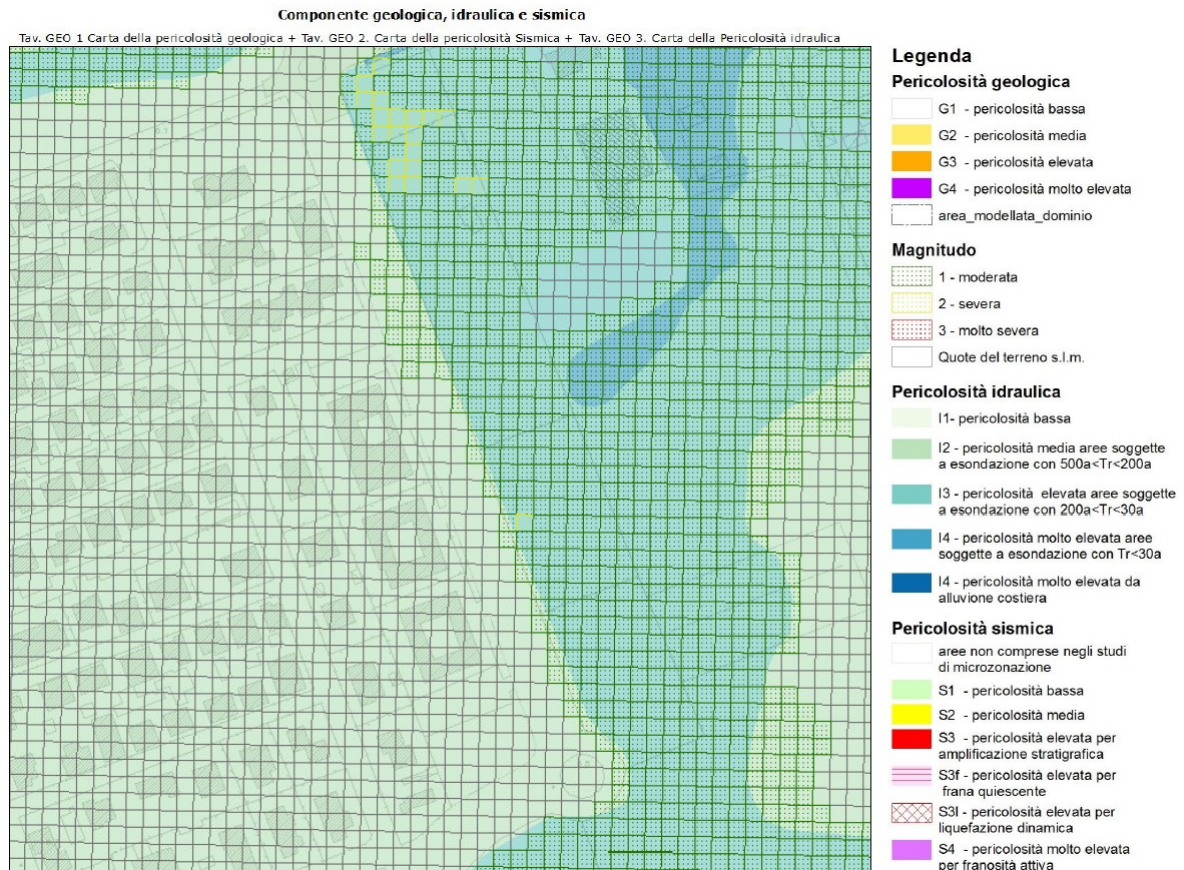 Componente geologica, idraulica e sismica
Tav. GEO 1 Carta della pericolosità geologica + Tav. GEO 2. Carta della pericolosità Sismica + Tav. GEO 3. Carta della Pericolosità idraulica
Legenda
Pericolosità geologica
G1 - pericolosità bassa
G2 - pericolosità media
G3 - pericolosità elevata
G4 - pericolosità molto elevata
area_modellata_dominio
Magnitudo
1 - moderata
2 - severa
3 - molto severa
Quote del terreno s.l.m.
Pericolosità idraulica
I1- pericolosità bassa
I2 - pericolosità media aree soggette
a esondazione con 500a<Tr<200a
I3 - pericolosità elevata aree soggette
a esondazione con 200a<Tr<30a
I4 - pericolosità molto elevata aree
soggette a esondazione con Tr<30a
I4 - pericolosità molto elevata da
alluvione costiera
Pericolosità sismica
aree non comprese negli studi
di microzonazione
S1 - pericolosità bassa
S2 - pericolosità media
S3 - pericolosità elevata per
amplificazione stratigrafica
S3f - pericolosità elevata per
frana quiescente
S3l - pericolosità elevata per
liquefazione dinamica
S4 - pericolosità molto elevata
per franosità attiva